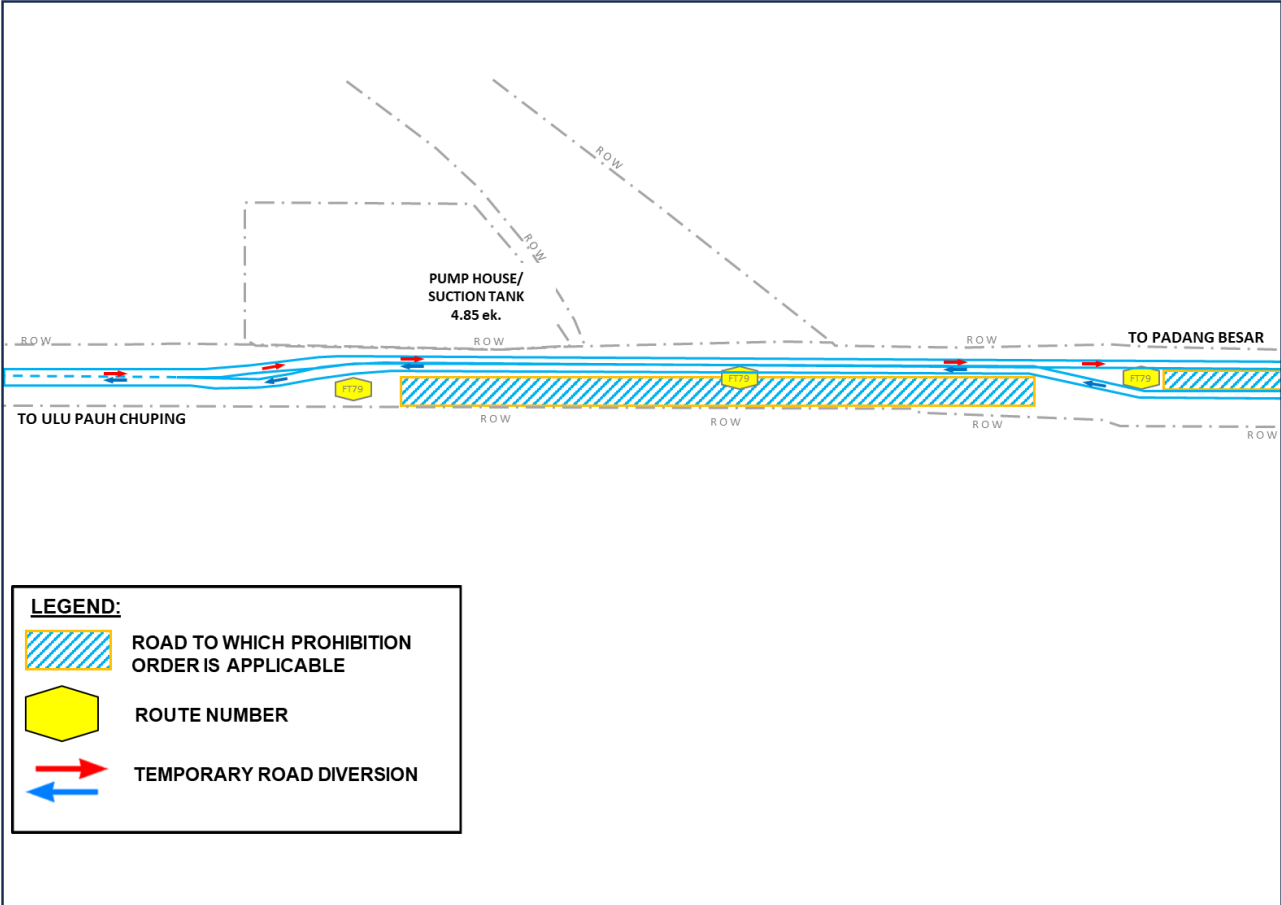 ROW
ROW
PUMP HOUSE/
SUCTION TANK
4.85 ek.
ROW
ROW
ROW
TO PADANG BESAR
FT79
FT79
FT79
TO ULU PAUH CHUPING
ROW
ROW
ROW
ROW
LEGEND:
ROAD TO WHICH PROHIBITION
ORDER IS APPLICABLE
ROUTE NUMBER
TEMPORARY ROAD DIVERSION